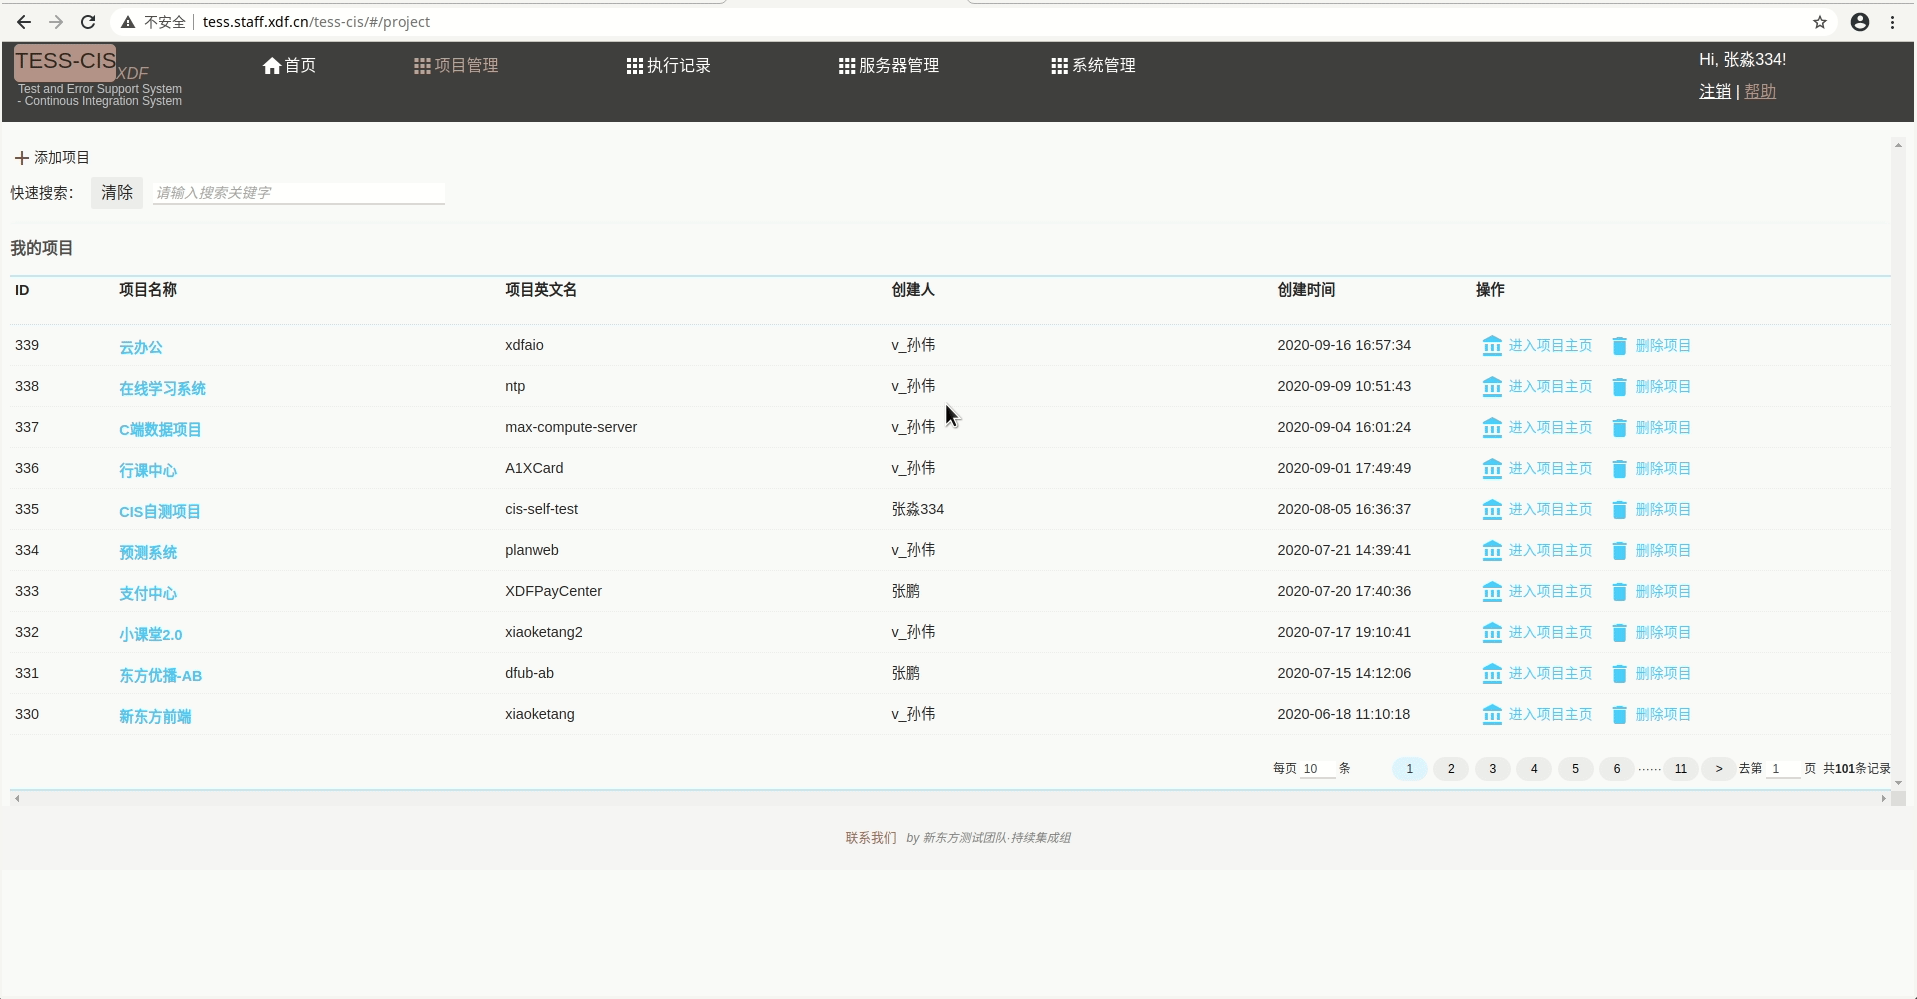 不安全 | tess.staff.xdf.cn/tess-cis/#/project
TESS-CIS XDF
Test and Error Support System
- Continous Integration System
首页 项目管理 执行记录 服务器管理 系统管理
Hi, 张淼334!
注销 | 帮助
添加项目
快速搜索： 清除 请输入搜索关键字
我的项目
ID 项目名称 项目英文名 创建人 创建时间 操作
339 云办公 xdfaio v_孙伟 2020-09-16 16:57:34 进入项目主页 删除项目
338 在线学习系统 ntp v_孙伟 2020-09-09 10:51:43 进入项目主页 删除项目
337 C端数据项目 max-compute-server v_孙伟 2020-09-04 16:01:24 进入项目主页 删除项目
336 行课中心 A1XCard v_孙伟 2020-09-01 17:49:49 进入项目主页 删除项目
335 CIS自测项目 cis-self-test 张淼334 2020-08-05 16:36:37 进入项目主页 删除项目
334 预测系统 planweb v_孙伟 2020-07-21 14:39:41 进入项目主页 删除项目
333 支付中心 XDFPayCenter 张鹏 2020-07-20 17:40:36 进入项目主页 删除项目
332 小课堂2.0 xiaoketang2 v_孙伟 2020-07-17 19:10:41 进入项目主页 删除项目
331 东方优播-AB dfub-ab 张鹏 2020-07-15 14:12:06 进入项目主页 删除项目
330 新东方前端 xiaoketang v_孙伟 2020-06-18 11:10:18 进入项目主页 删除项目
每页 10 条 1 2 3 4 5 6 ...... 11 > 去第 1 页 共101条记录
联系我们 by 新东方测试团队·持续集成组